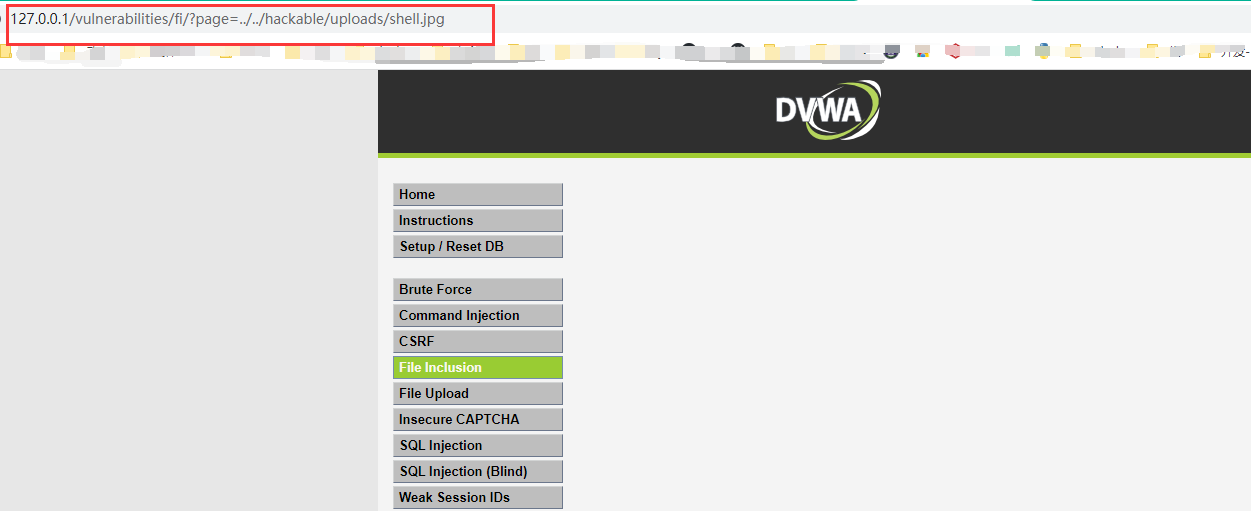 127.0.0.1/vulnerabilities/fi/?page=../../hackable/uploads/shell.jpg
DVWA
Home
Instructions
Setup / Reset DB
Brute Force
Command Injection
CSRF
File Inclusion
File Upload
Insecure CAPTCHA
SQL Injection
SQL Injection (Blind)
Weak Session IDs